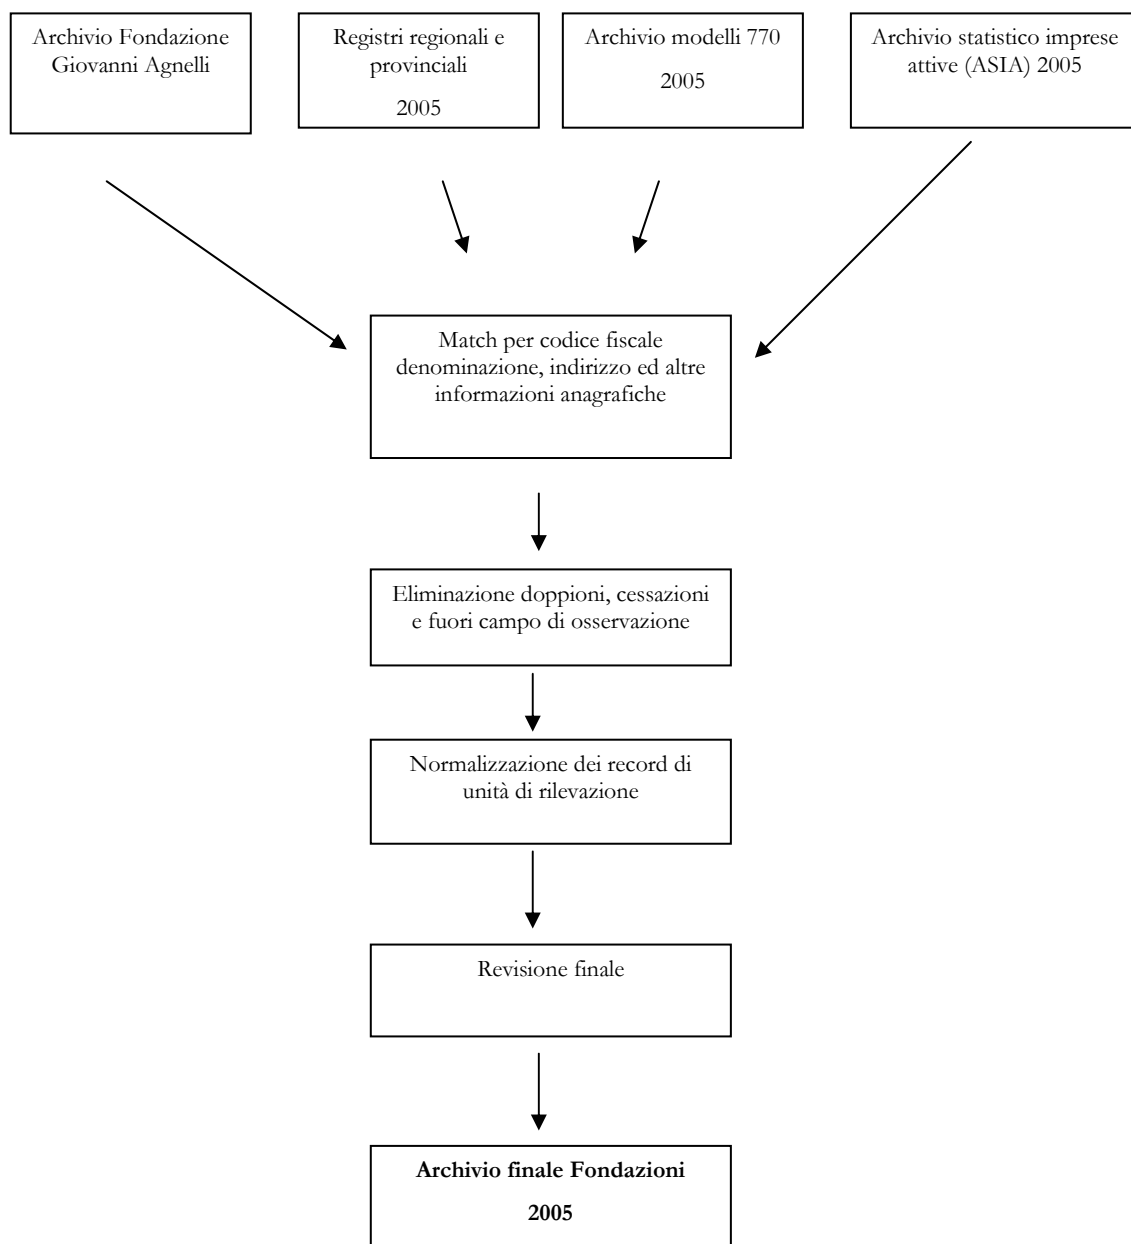 Archivio Fondazione
Giovanni Agnelli
Registri regionali e
provinciali
2005
Archivio modelli 770
2005
Archivio statistico imprese
attive (ASIA) 2005
Match per codice fiscale
denominazione, indirizzo ed altre
informazioni anagrafiche
Eliminazione doppioni, cessazioni
e fuori campo di osservazione
Normalizzazione dei record di
unità di rilevazione
Revisione finale
Archivio finale Fondazioni
2005